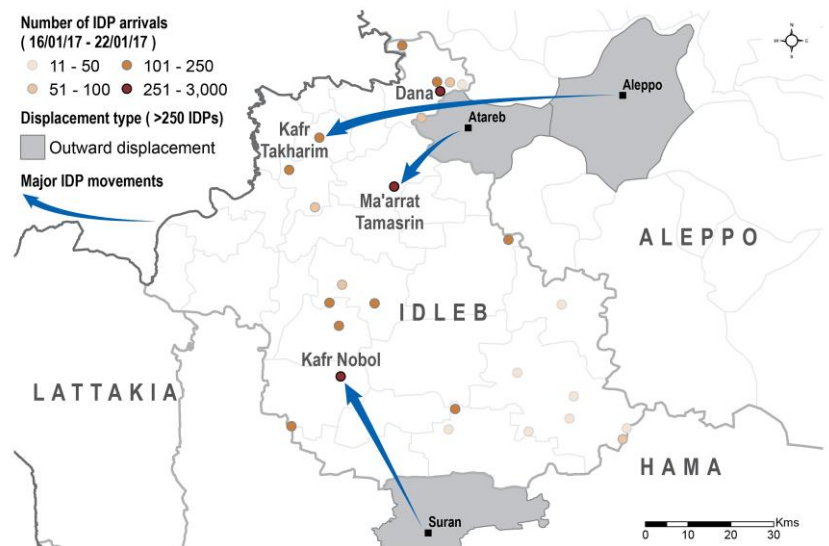 Number of IDP arrivals
( 16/01/17 - 22/01/17 )
11 - 50
101 - 250
51 - 100
251 - 3,000
Displacement type ( >250 IDPs)
Outward displacement
Major IDP movements
N
W
E
S
Dana
Aleppo
Atareb
Kafr
Takharim
Ma'arrat
Tamasrin
ALEPPO
IDLEB
Kafr Nobol
LATTAKIA
HAMA
Suran
Kms
0 5 10 20 30